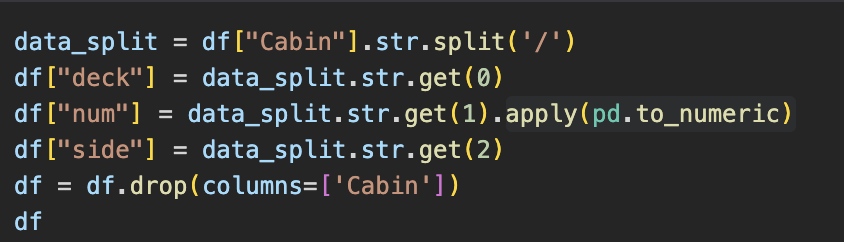 data_split = df["Cabin"].str.split('/')
df["deck"] = data_split.str.get(0)
df["num"] = data_split.str.get(1).apply(pd.to_numeric)
df["side"] = data_split.str.get(2)
df = df.drop(columns=['Cabin'])
df